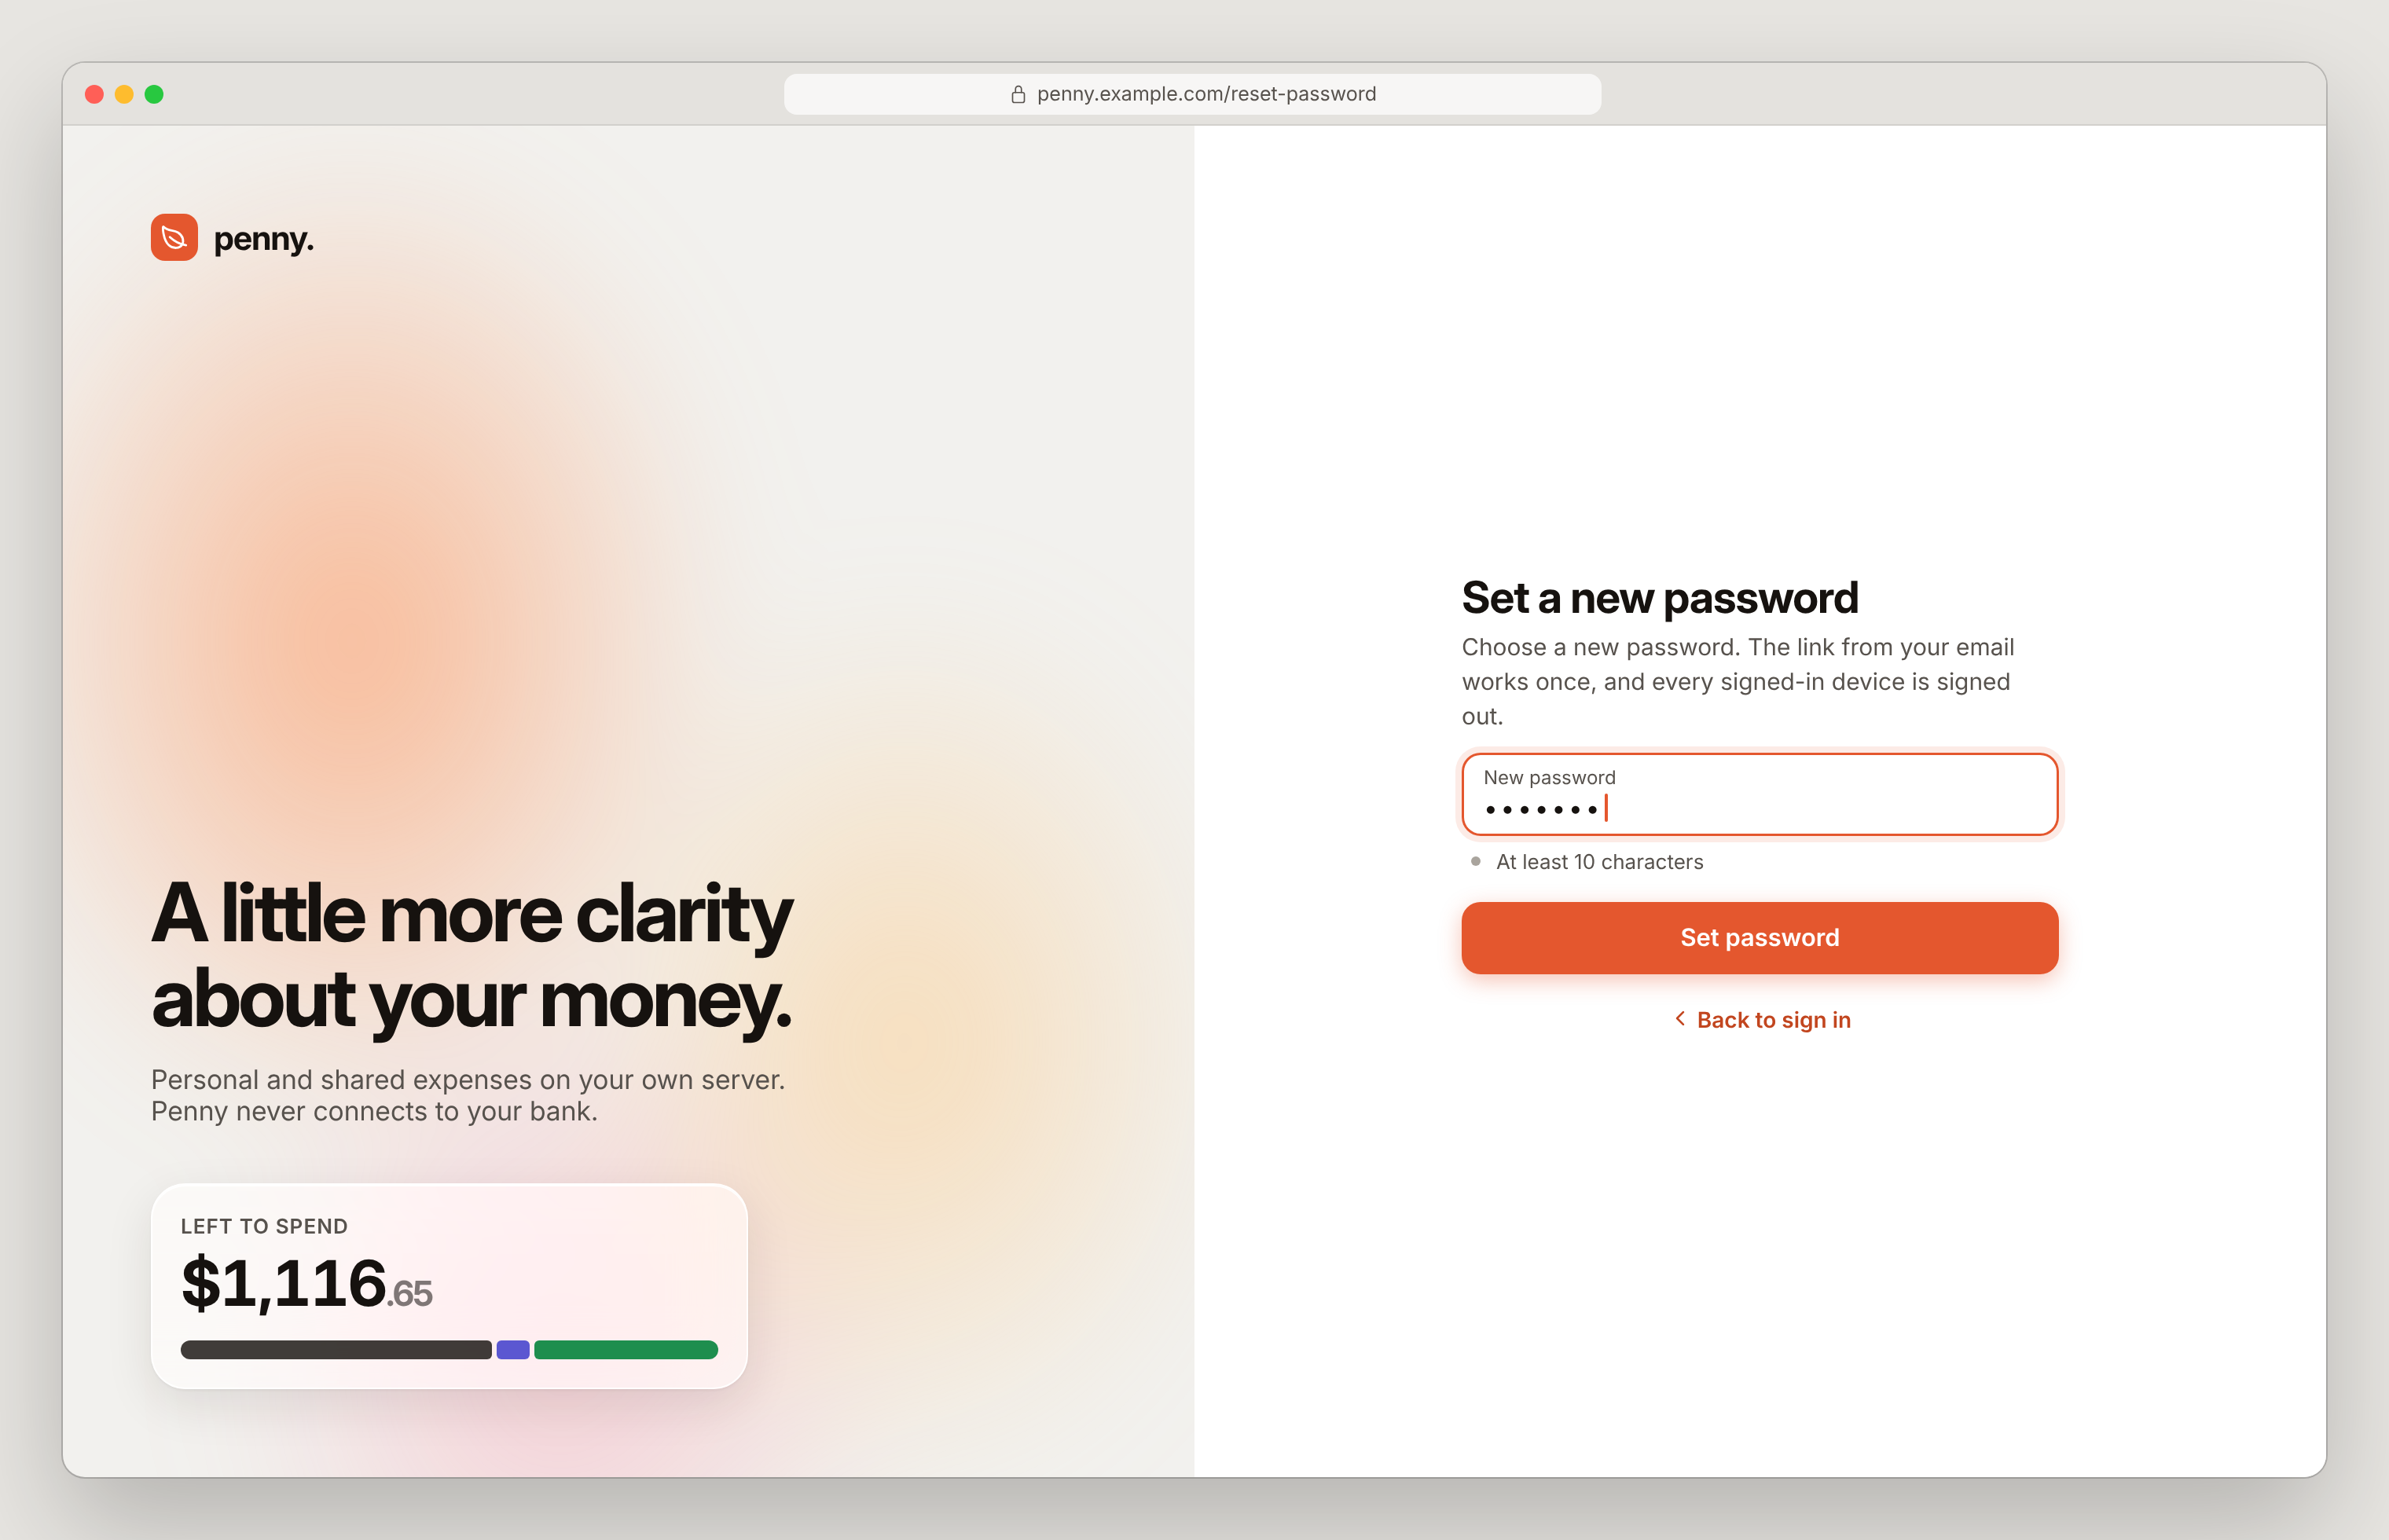 penny.example.com/reset-password
penny.
A little more clarity
about your money.
Personal and shared expenses on your own server.
Penny never connects to your bank.
LEFT TO SPEND
$1,116.65
Set a new password
Choose a new password. The link from your email
works once, and every signed-in device is signed
out.
New password
•••••••
At least 10 characters
Set password
Back to sign in